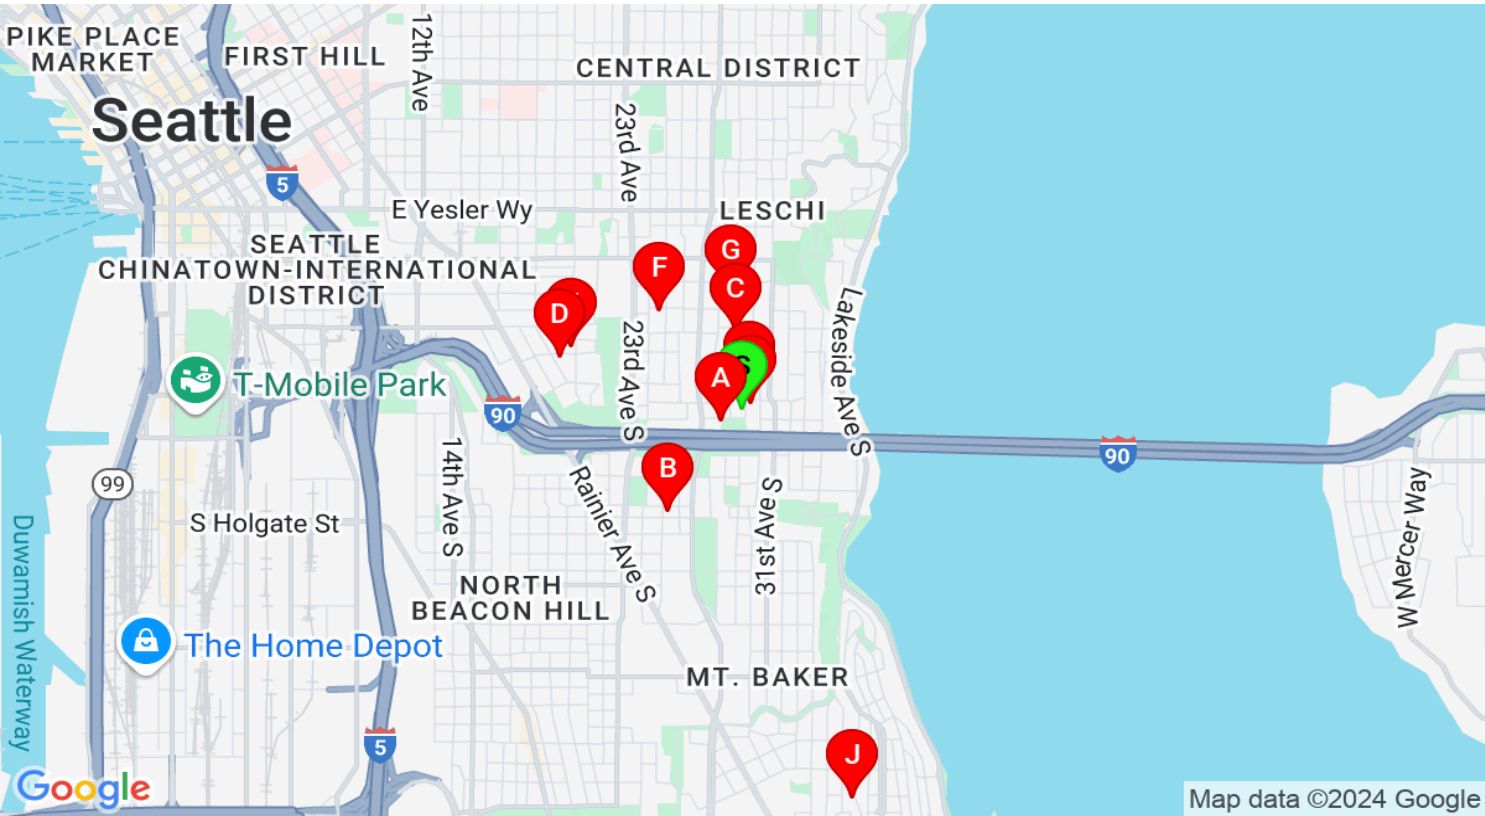 PIKE PLACE
MARKET
FIRST HILL
12th Ave
CENTRAL DISTRICT
Seattle
23rd Ave
5
E Yesler Wy
LESCHI
SEATTLE
CHINATOWN-INTERNATIONAL
DISTRICT
G
F
C
D
Lakeside Ave S
23rd Ave S
S
A
T-Mobile Park
90
90
B
14th Ave S
Rainier Ave S
31st Ave S
W Mercer Way
99
S Holgate St
Duwamish Waterway
NORTH
BEACON HILL
The Home Depot
MT. BAKER
5
J
Google
Map data ©2024 Google